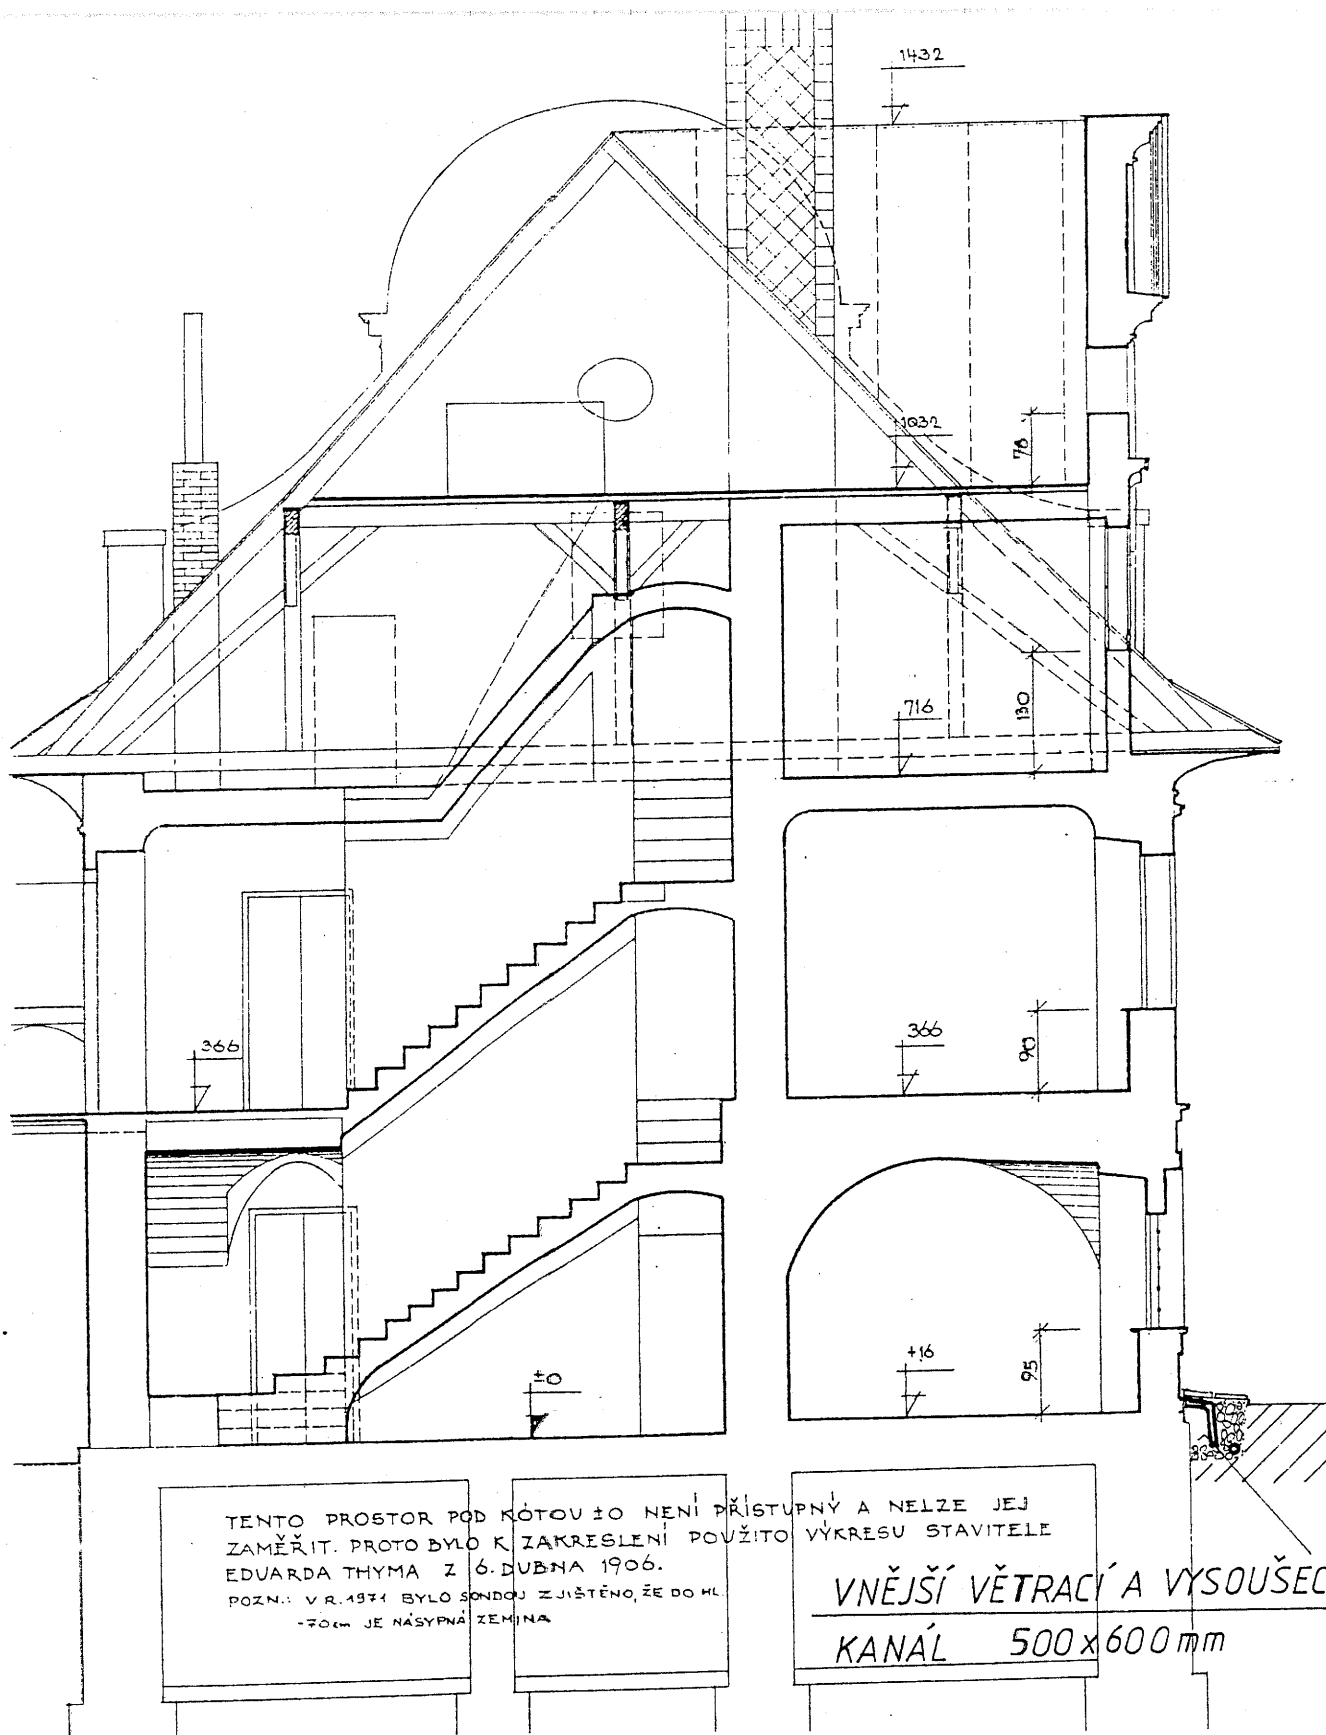 1432
1032
78
716
130
366
366
90
+16
±0
95
TENTO PROSTOR POD KÓTOU ±0 NENÍ PŘÍSTUPNÝ A NELZE JEJ
ZAMĚŘIT. PROTO BYLO K ZAKRESLENÍ POUŽITO VÝKRESU STAVITELE
EDUARDA THYMA Z 6. DUBNA 1906.
POZN.: V R.1971 BYLO SONDOU ZJIŠTĚNO, ŽE DO HL.
-70cm JE NÁSYPNÁ ZEMINA
VNĚJŠÍ VĚTRACÍ A VYSOUŠEC
KANÁL 500x600mm